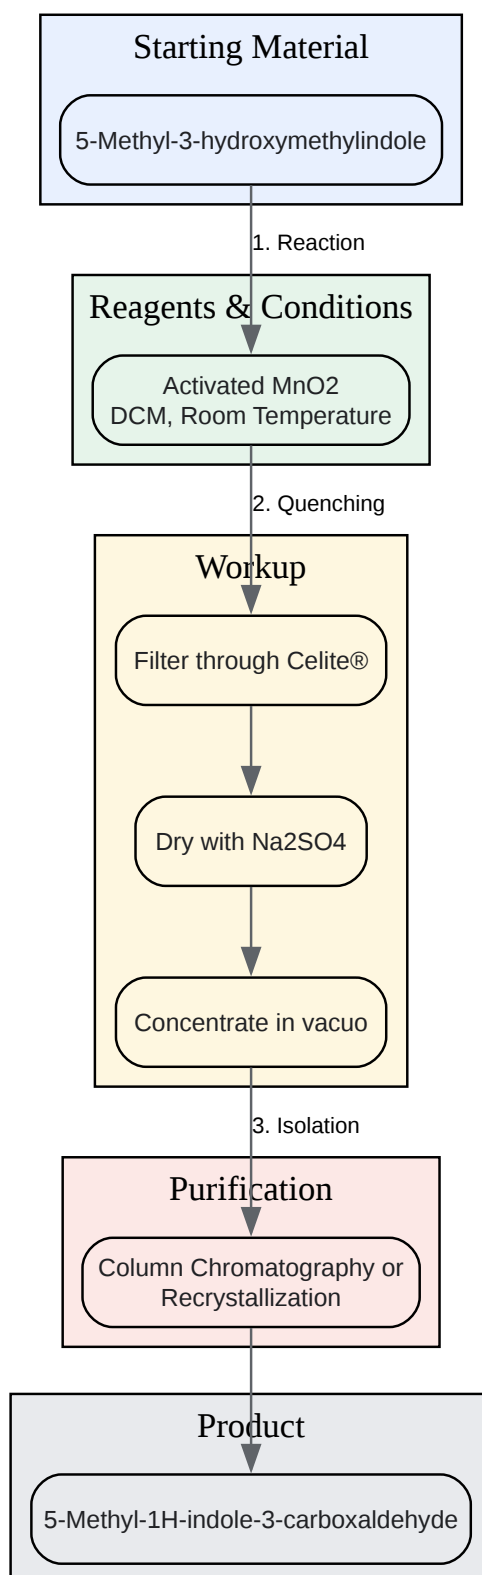 Starting Material
5-Methyl-3-hydroxymethylindole
1. Reaction
Reagents & Conditions
Activated MnO2
DCM, Room Temperature
2. Quenching
Workup
Filter through Celite®
Dry with Na2SO4
Concentrate in vacuo
3. Isolation
Purification
Column Chromatography or
Recrystallization
Product
5-Methyl-1H-indole-3-carboxaldehyde